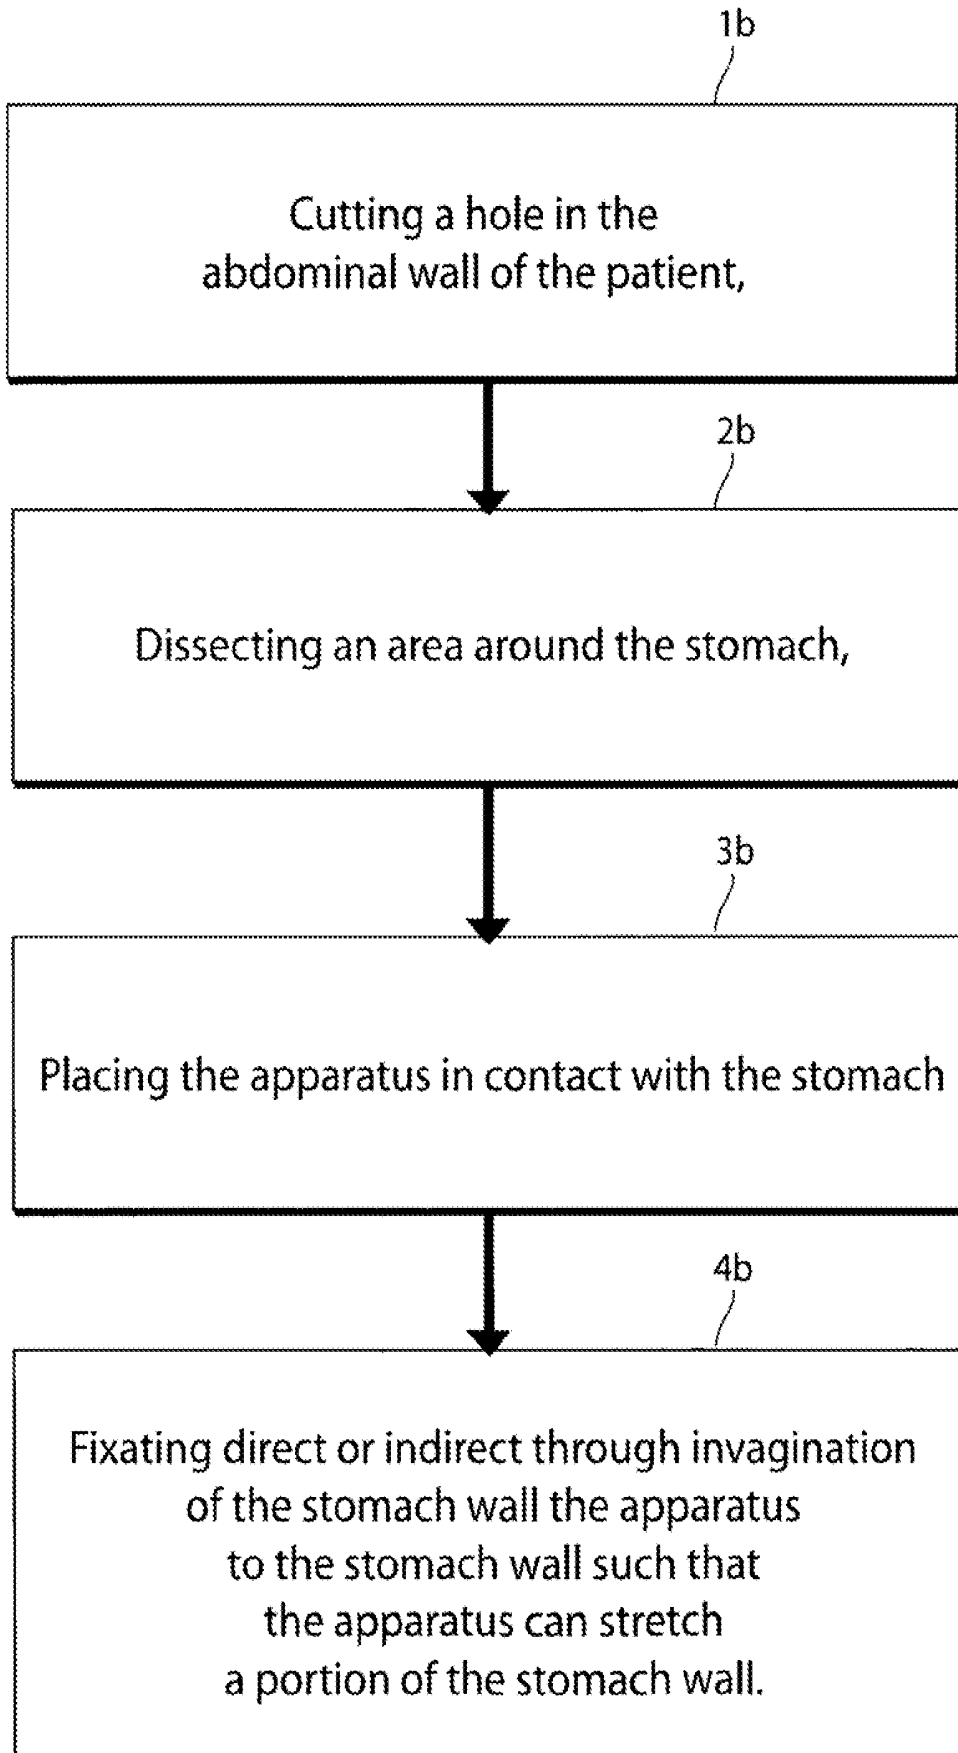 1b
Cutting a hole in the
abdominal wall of the patient,
2b
Dissecting an area around the stomach,
3b
Placing the apparatus in contact with the stomach
4b
Fixating direct or indirect through invagination
of the stomach wall the apparatus
to the stomach wall such that
the apparatus can stretch
a portion of the stomach wall.